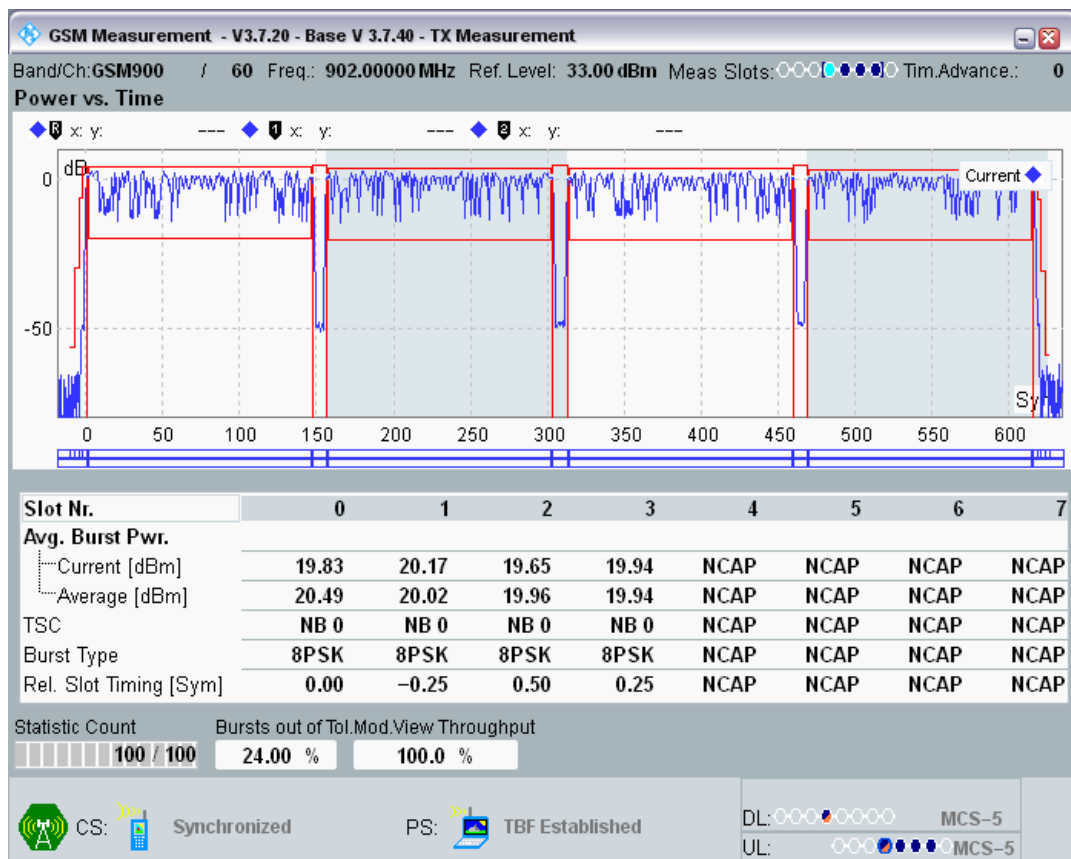 GSM Measurement - V3.7.20 - Base V 3.7.40 - TX Measurement
Band/Ch:GSM900 / 60 Freq.: 902.00000 MHz Ref. Level: 33.00 dBm Meas Slots: Tim.Advance.: 0
Power vs. Time
R x: y: --- 1 x: y: --- 2 x: y: ---
dB
Current
0
-50
Sy
0 50 100 150 200 250 300 350 400 450 500 550 600
Slot Nr. 0 1 2 3 4 5 6 7
Avg. Burst Pwr.
Current [dBm] 19.83 20.17 19.65 19.94 NCAP NCAP NCAP NCAP
Average [dBm] 20.49 20.02 19.96 19.94 NCAP NCAP NCAP NCAP
TSC NB 0 NB 0 NB 0 NB 0 NCAP NCAP NCAP NCAP
Burst Type 8PSK 8PSK 8PSK 8PSK NCAP NCAP NCAP NCAP
Rel. Slot Timing [Sym] 0.00 −0.25 0.50 0.25 NCAP NCAP NCAP NCAP
Statistic Count Bursts out of Tol.Mod.View Throughput
100 / 100 24.00 % 100.0 %
CS: Synchronized PS: TBF Established DL: MCS−5
UL: MCS−5